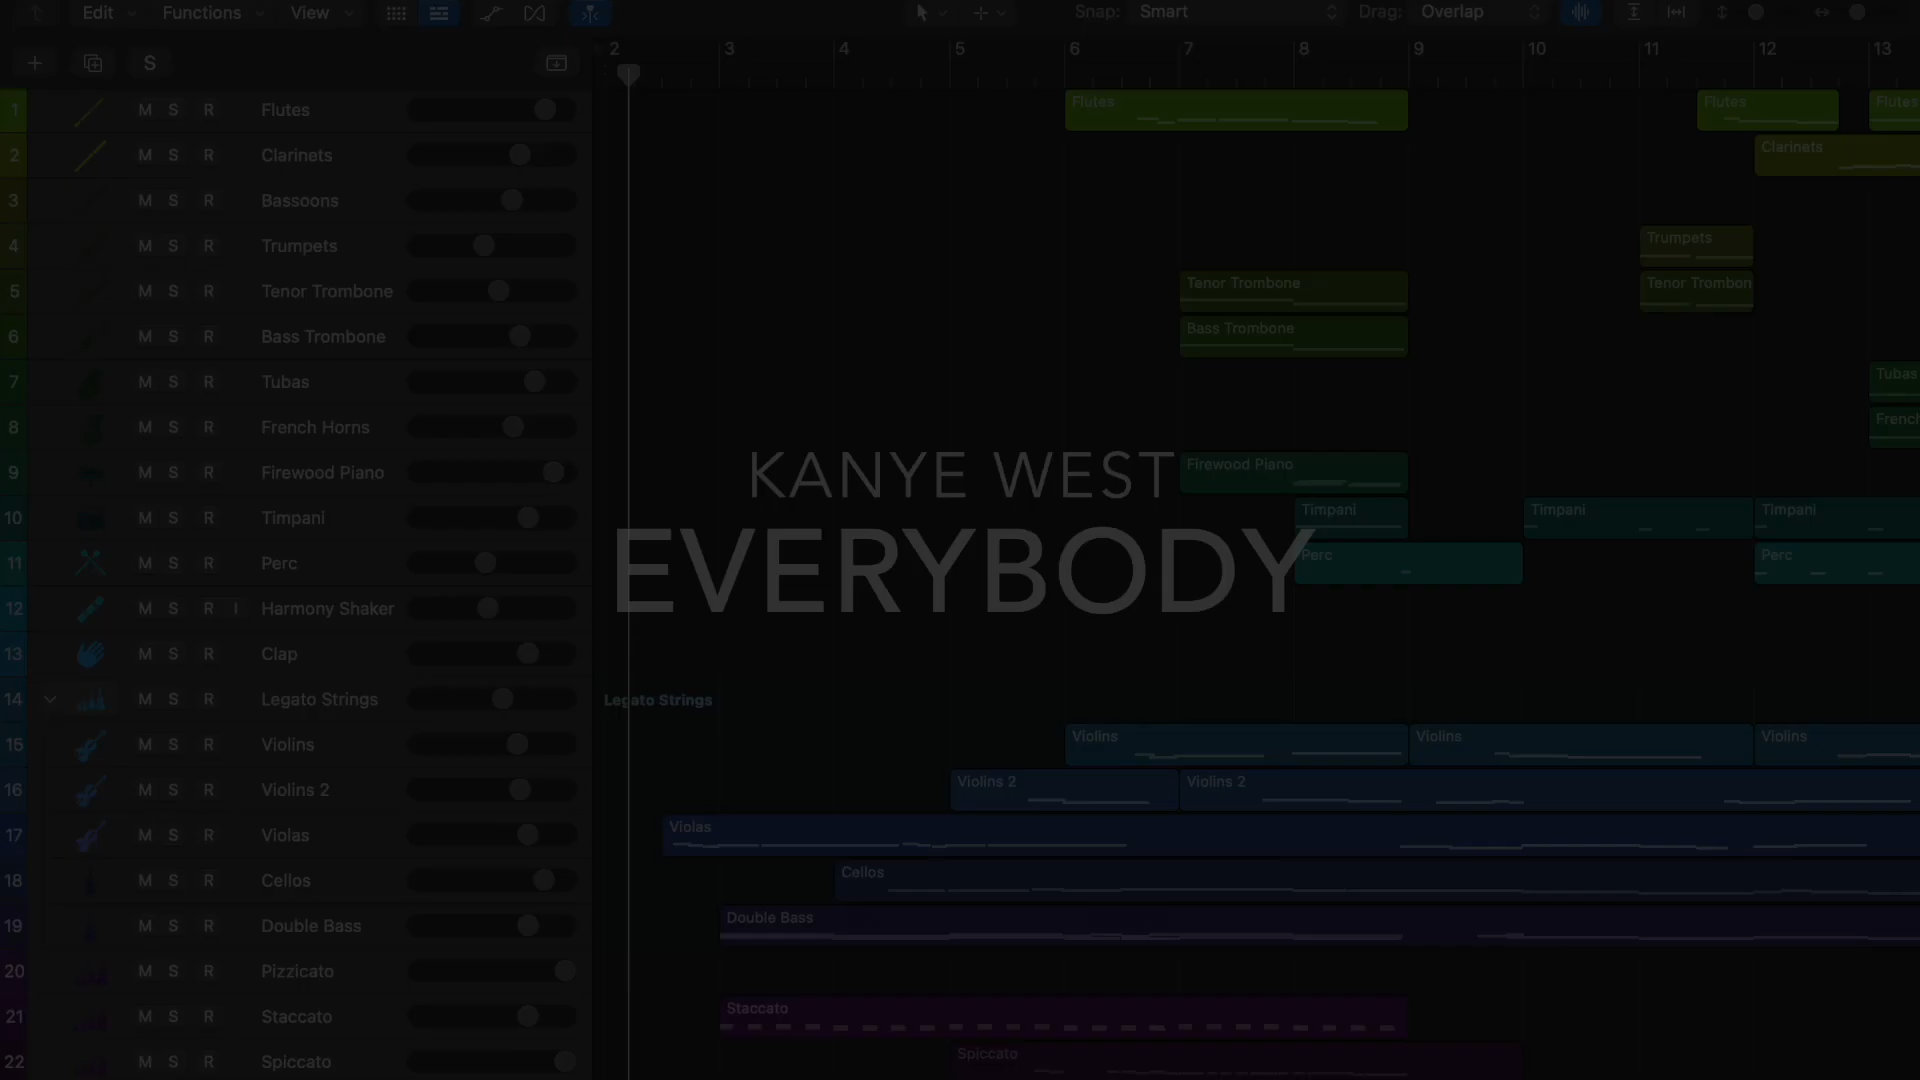 Edit Functions View Snap: Smart Drag: Overlap
S 2 3 4 5 6 7 8 9 10 11 12 13
1 M S R Flutes Flutes Flutes Flutes
2 M S R Clarinets Clarinets
3 M S R Bassoons
4 M S R Trumpets Trumpets
5 M S R Tenor Trombone Tenor Trombone Tenor Trombon
6 M S R Bass Trombone Bass Trombone
7 M S R Tubas Tubas
8 M S R French Horns French
KANYE WEST
9 M S R Firewood Piano Firewood Piano
10 M S R Timpani Timpani Timpani Timpani
EVERYBODY
11 M S R Perc Perc Perc
12 M S R I Harmony Shaker
13 M S R Clap
14 M S R Legato Strings Legato Strings
15 M S R Violins Violins Violins Violins
16 M S R Violins 2 Violins 2 Violins 2
17 M S R Violas Violas
18 M S R Cellos Cellos
19 M S R Double Bass Double Bass
20 M S R Pizzicato
21 M S R Staccato Staccato
22 M S R Spiccato Spiccato